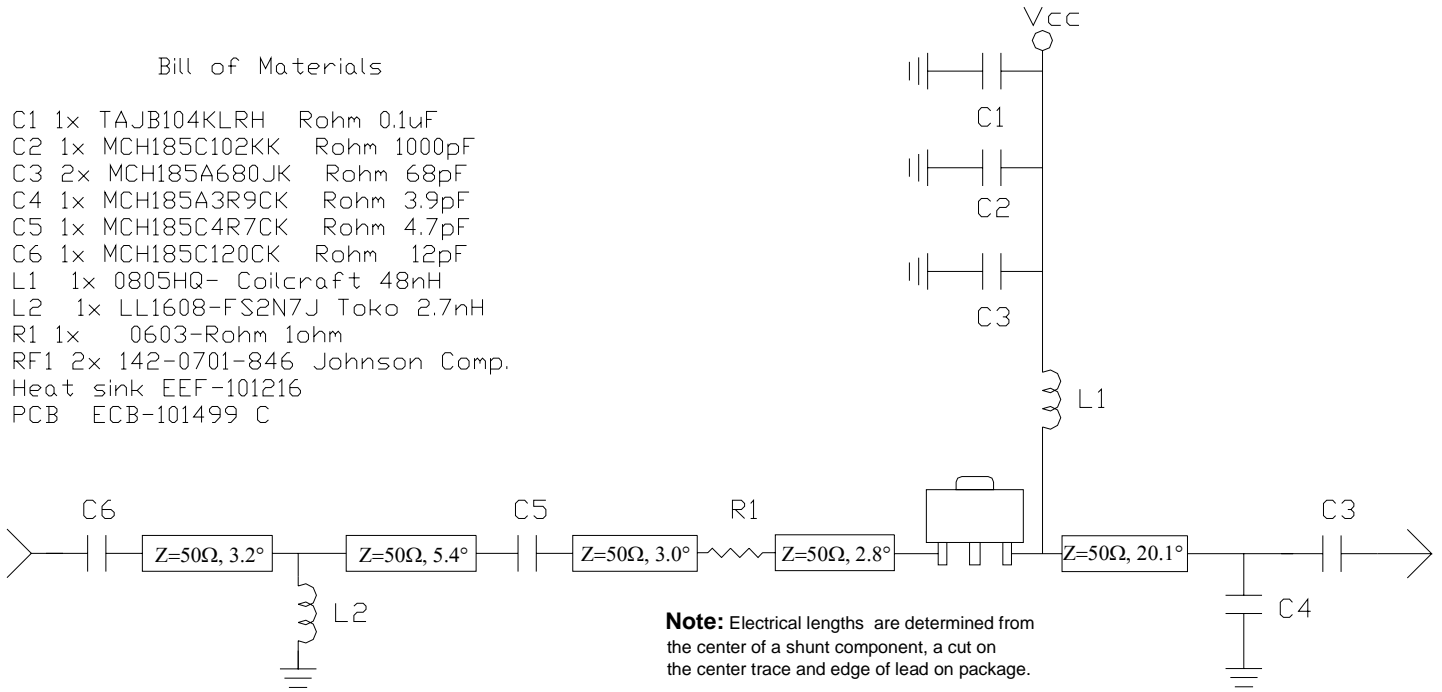 Bill of Materials
C1 1x TAJB104KLRH Rohm 0.1uF
C2 1x MCH185C102KK Rohm 1000pF
C3 2x MCH185A680JK Rohm 68pF
C4 1x MCH185A3R9CK Rohm 3.9pF
C5 1x MCH185C4R7CK Rohm 4.7pF
C6 1x MCH185C120CK Rohm 12pF
L1 1x 0805HQ- Coilcraft 48nH
L2 1x LL1608-FS2N7J Toko 2.7nH
R1 1x 0603-Rohm 1ohm
RF1 2x 142-0701-846 Johnson Comp.
Heat sink EEF-101216
PCB ECB-101499 C
Vcc
C1
C2
C3
L1
C6
C5
R1
C3
Z=50Ω, 3.2°
Z=50Ω, 5.4°
Z=50Ω, 3.0°
Z=50Ω, 2.8°
Z=50Ω, 20.1°
L2
C4
Note: Electrical lengths are determined from
the center of a shunt component, a cut on
the center trace and edge of lead on package.